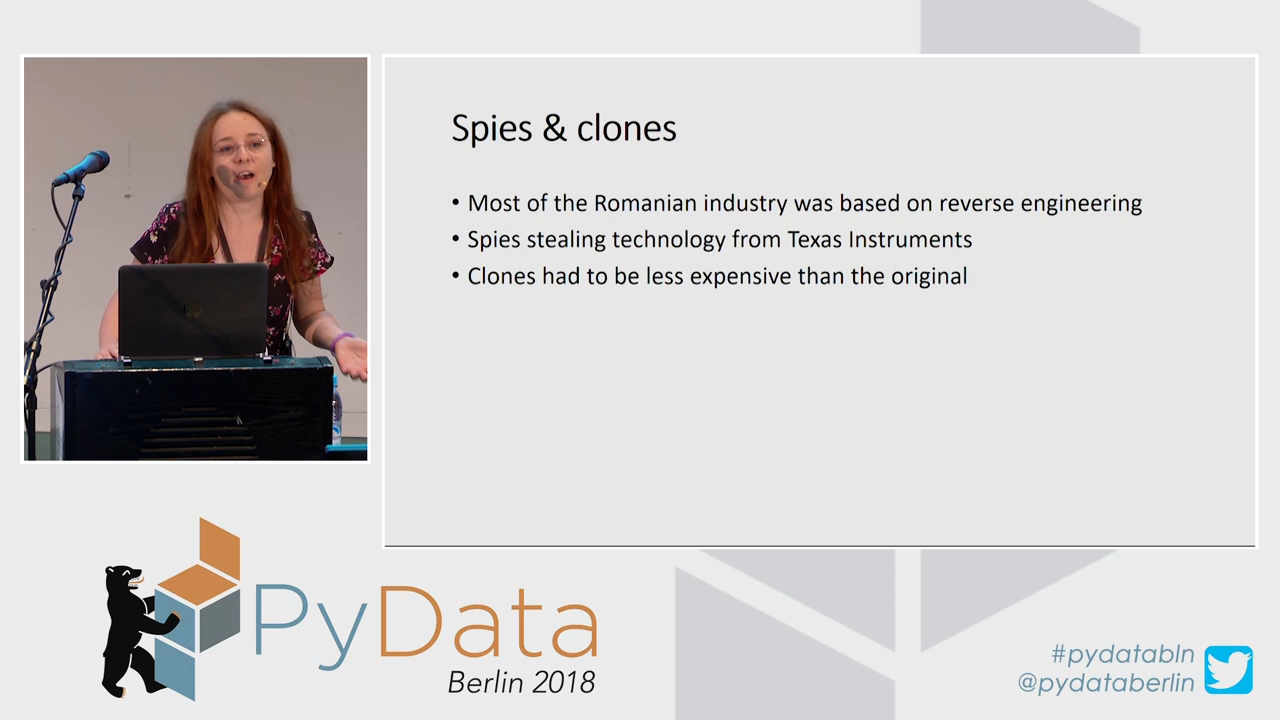 Spies & clones
• Most of the Romanian industry was based on reverse engineering
• Spies stealing technology from Texas Instruments
• Clones had to be less expensive than the original
PyData
Berlin 2018
#pydatabln
@pydataberlin